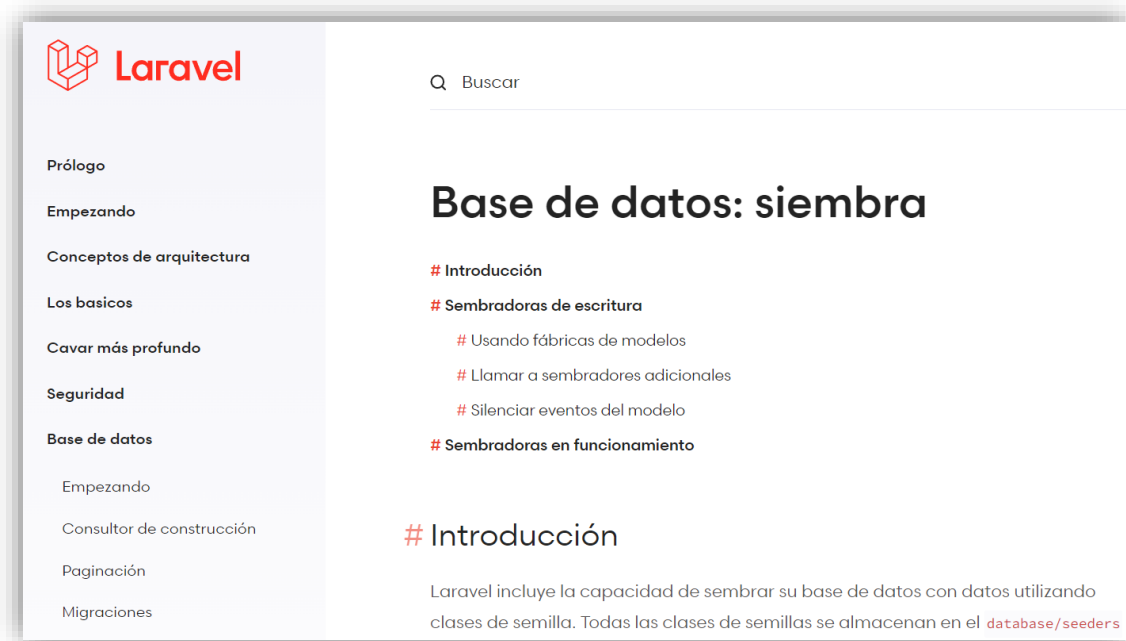 Laravel
Prólogo
Empezando
Conceptos de arquitectura
Los basicos
Cavar más profundo
Seguridad
Base de datos
Empezando
Consultor de construcción
Paginación
Migraciones
Buscar
Base de datos: siembra
# Introducción
# Sembradoras de escritura
# Usando fábricas de modelos
# Llamar a sembradores adicionales
# Silenciar eventos del modelo
# Sembradoras en funcionamiento
# Introducción
Laravel incluye la capacidad de sembrar su base de datos con datos utilizando
clases de semilla. Todas las clases de semillas se almacenan en el database/seeders